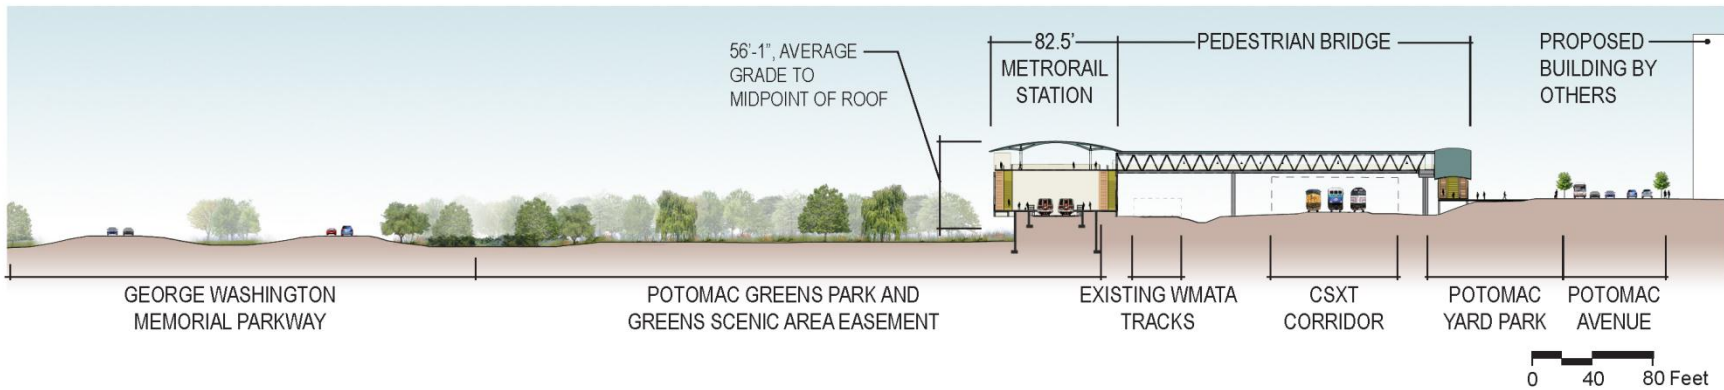 56'-1", AVERAGE
GRADE TO
MIDPOINT OF ROOF
82.5'
METRORAIL
STATION
PEDESTRIAN BRIDGE
PROPOSED
BUILDING BY
OTHERS
GEORGE WASHINGTON
MEMORIAL PARKWAY
POTOMAC GREENS PARK AND
GREENS SCENIC AREA EASEMENT
EXISTING WMATA
TRACKS
CSXT
CORRIDOR
POTOMAC
YARD PARK
POTOMAC
AVENUE
0 40 80 Feet